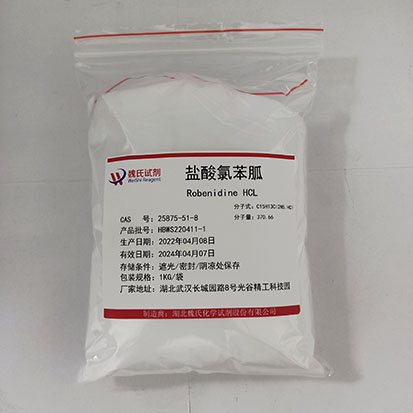 魏氏试剂
WeiShi Reagent
盐酸氯苯胍
Robenidine HCL
分子式: C15H13Cl2N5.HCl
分子量: 370.66
CAS 号: 25875-51-8
产品批号: HBWS220411-1
生产日期: 2022年04月08日
有效日期: 2024年04月07日
存储条件: 遮光/密封/阴凉处保存
包装规格: 1KG/袋
厂家地址: 湖北武汉长城园路8号光谷精工科技园
制造商: 湖北魏氏化学试剂股份有限公司